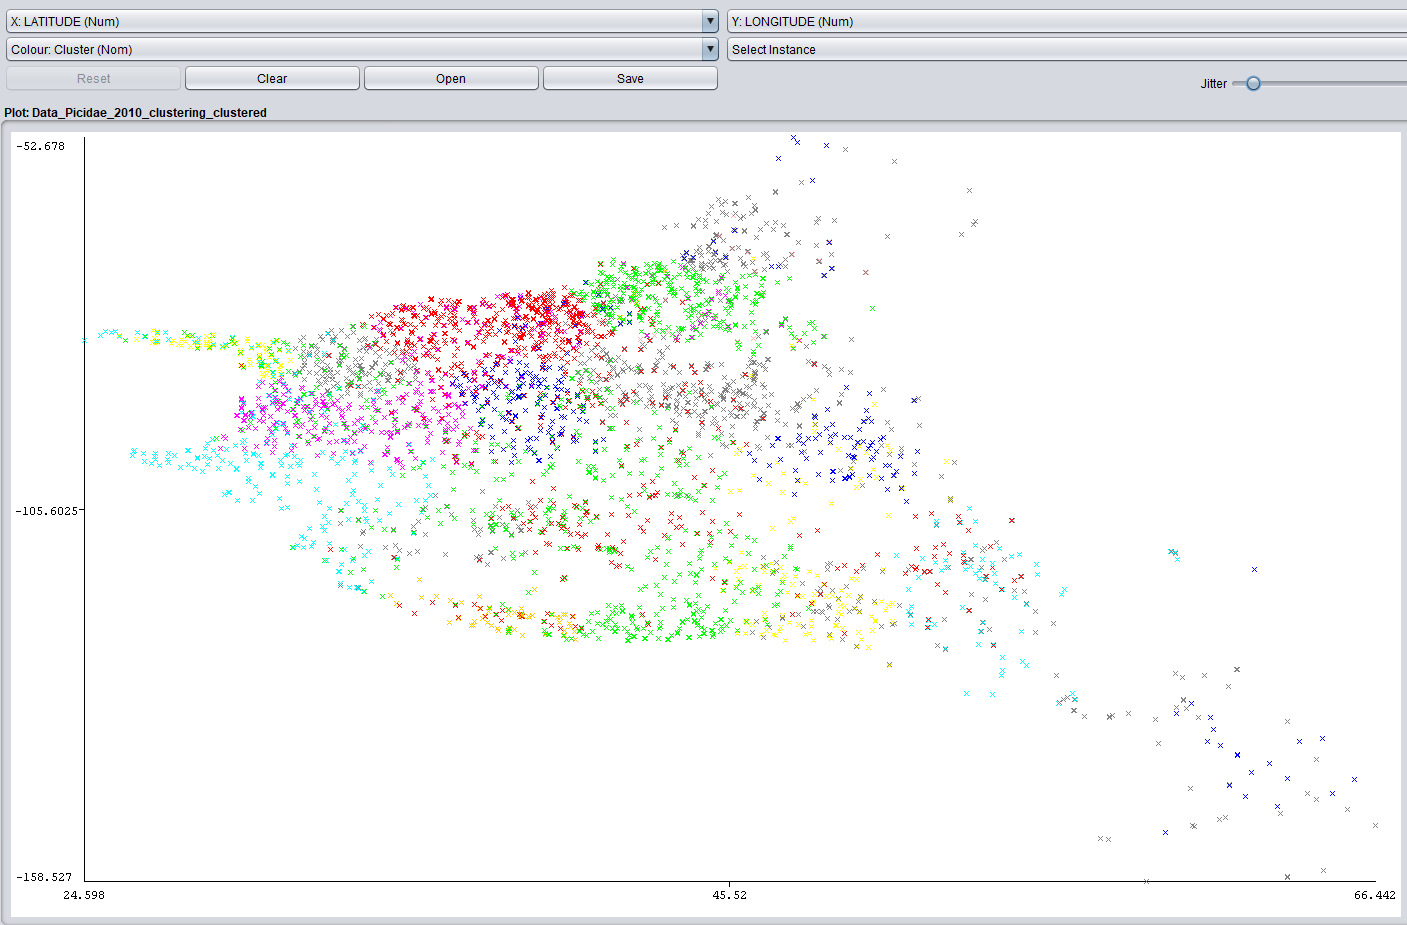 X: LATITUDE (Num) Y: LONGITUDE (Num)
Colour: Cluster (Nom) Select Instance
Reset Clear Open Save Jitter
Plot: Data_Picidae_2010_clustering_clustered
-52.678
-105.6025
-158.527
24.598 45.52 66.442